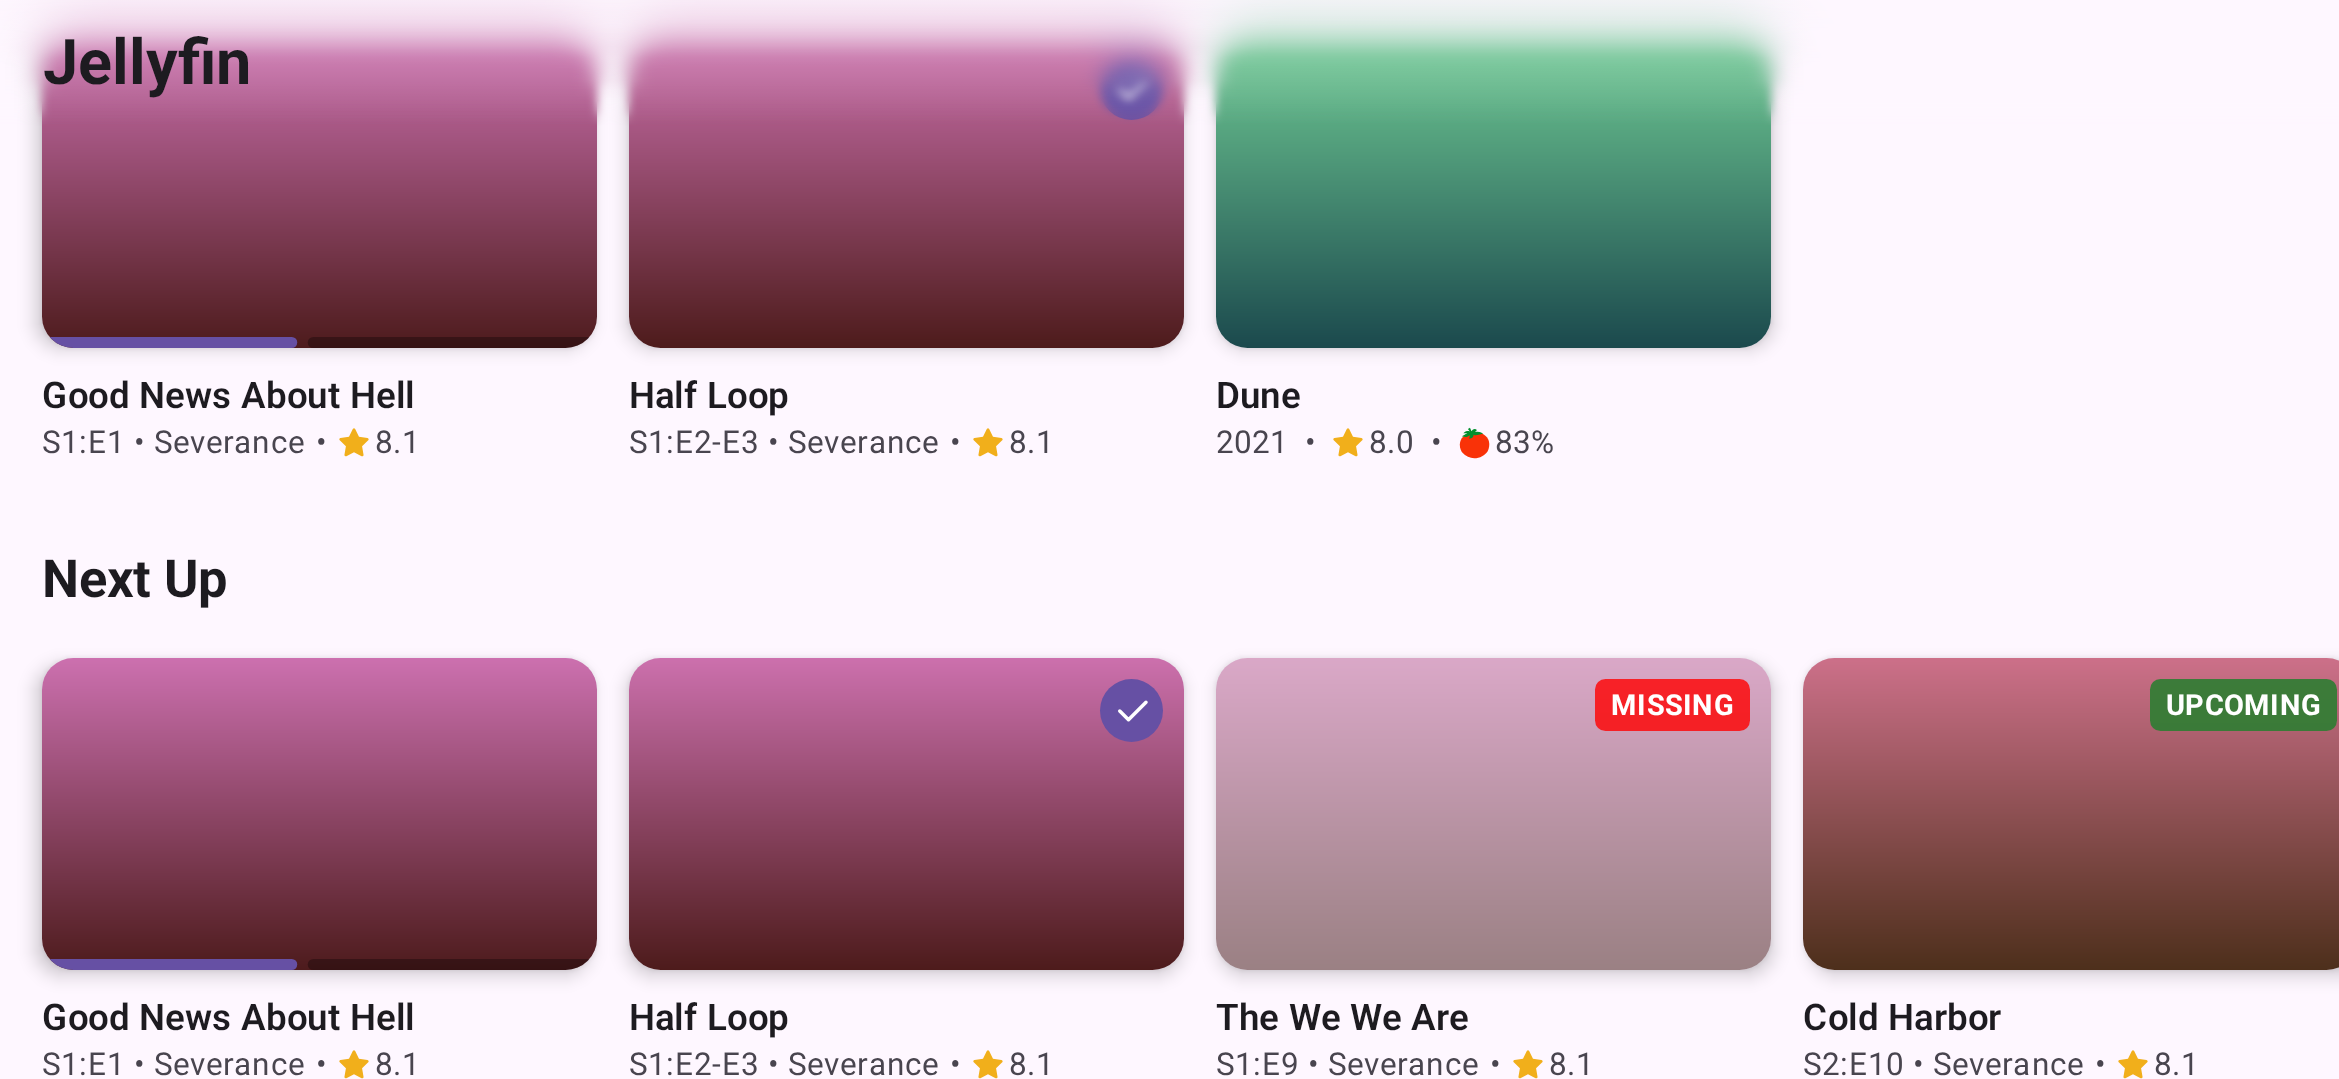 Jellyfin
Good News About Hell
S1:E1 • Severance • ⭐ 8.1
Half Loop
S1:E2-E3 • Severance • ⭐ 8.1
Dune
2021 • ⭐ 8.0 • 🍅 83%
Next Up
Good News About Hell
S1:E1 • Severance • ⭐ 8.1
Half Loop
S1:E2-E3 • Severance • ⭐ 8.1
MISSING
The We We Are
S1:E9 • Severance • ⭐ 8.1
UPCOMING
Cold Harbor
S2:E10 • Severance • ⭐ 8.1